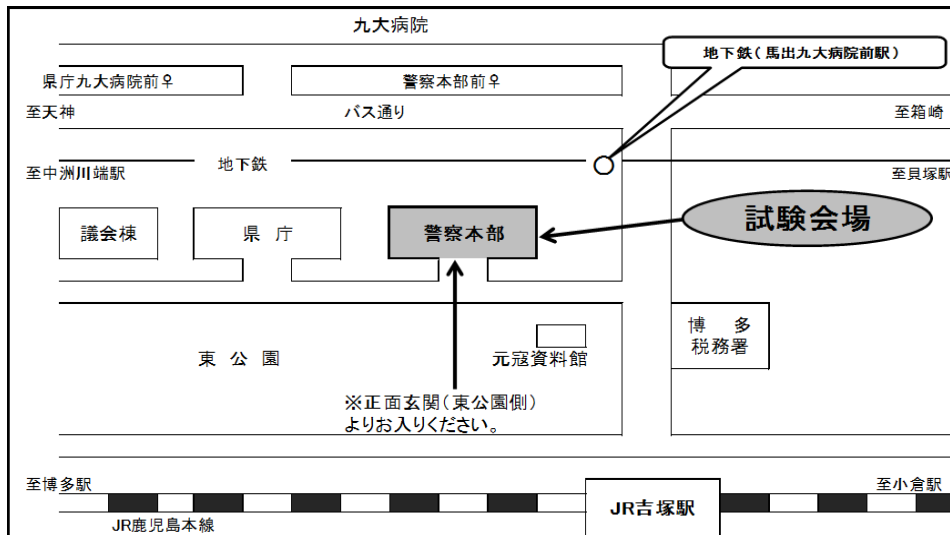 九大病院
地下鉄(馬出九大病院前駅)
県庁九大病院前♀
警察本部前♀
至天神
バス通り
至箱崎
地下鉄
至中洲川端駅
至貝塚駅
議会棟
県 庁
警察本部
試験会場
博 多
税務署
東 公 園
元寇資料館
※正面玄関(東公園側)
よりお入りください。
至博多駅
至小倉駅
JR吉塚駅
JR鹿児島本線